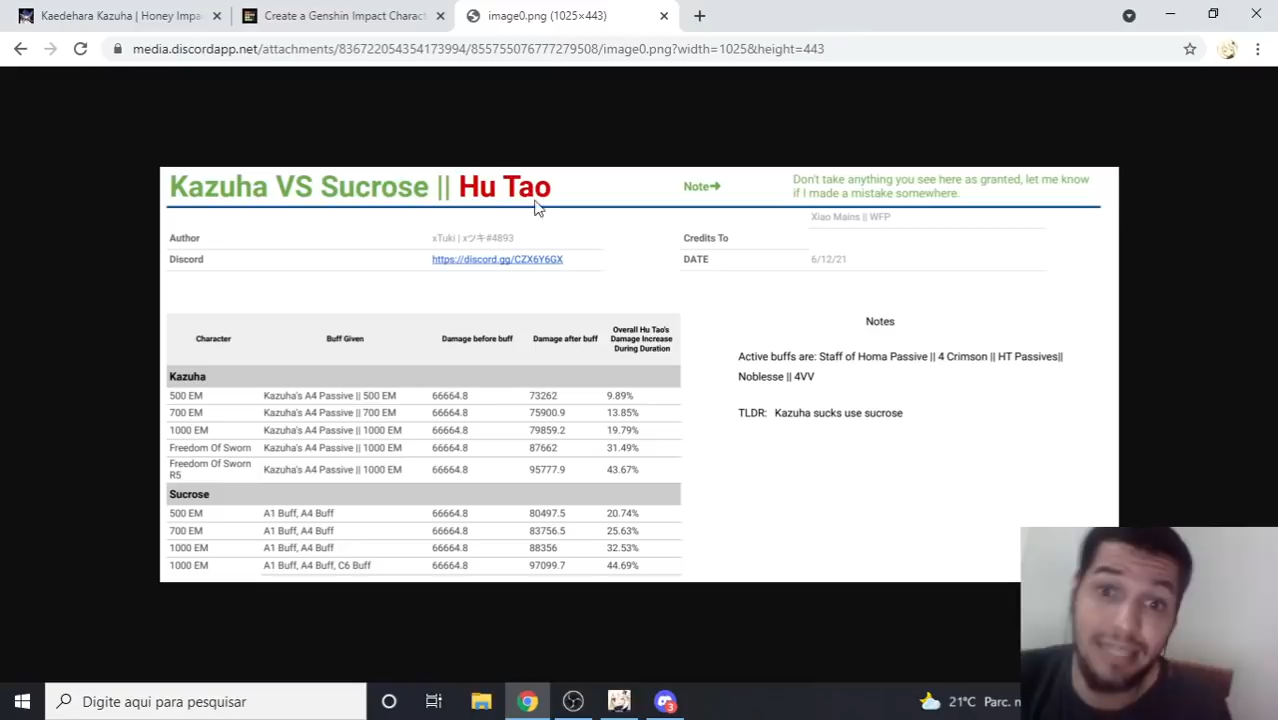 Kaedehara Kazuha | Honey Impa
Create a Genshin Impact Charact
image0.png (1025×443)
media.discordapp.net/attachments/836722054354173994/855755076777279508/image0.png?width=1025&height=443
Kazuha VS Sucrose || Hu Tao
Note➜
Don't take anything you see here as granted, let me know
if I made a mistake somewhere.
Xiao Mains || WFP
Author
xTuki | xツキ#4893
Credits To
Discord
https://discord.gg/CZX6Y6GX
DATE
6/12/21
Character
Buff Given
Damage before buff
Damage after buff
Overall Hu Tao's
Damage Increase
During Duration
Kazuha
500 EM Kazuha's A4 Passive || 500 EM 66664.8 73262 9.89%
700 EM Kazuha's A4 Passive || 700 EM 66664.8 75900.9 13.85%
1000 EM Kazuha's A4 Passive || 1000 EM 66664.8 79859.2 19.79%
Freedom Of Sworn Kazuha's A4 Passive || 1000 EM 66664.8 87662 31.49%
Freedom Of Sworn
R5
Kazuha's A4 Passive || 1000 EM 66664.8 95777.9 43.67%
Sucrose
500 EM A1 Buff, A4 Buff 66664.8 80497.5 20.74%
700 EM A1 Buff, A4 Buff 66664.8 83756.5 25.63%
1000 EM A1 Buff, A4 Buff 66664.8 88356 32.53%
1000 EM A1 Buff, A4 Buff, C6 Buff 66664.8 97099.7 44.69%
Notes
Active buffs are: Staff of Homa Passive || 4 Crimson || HT Passives||
Noblesse || 4VV
TLDR: Kazuha sucks use sucrose
Digite aqui para pesquisar
3
21°C Parc. n